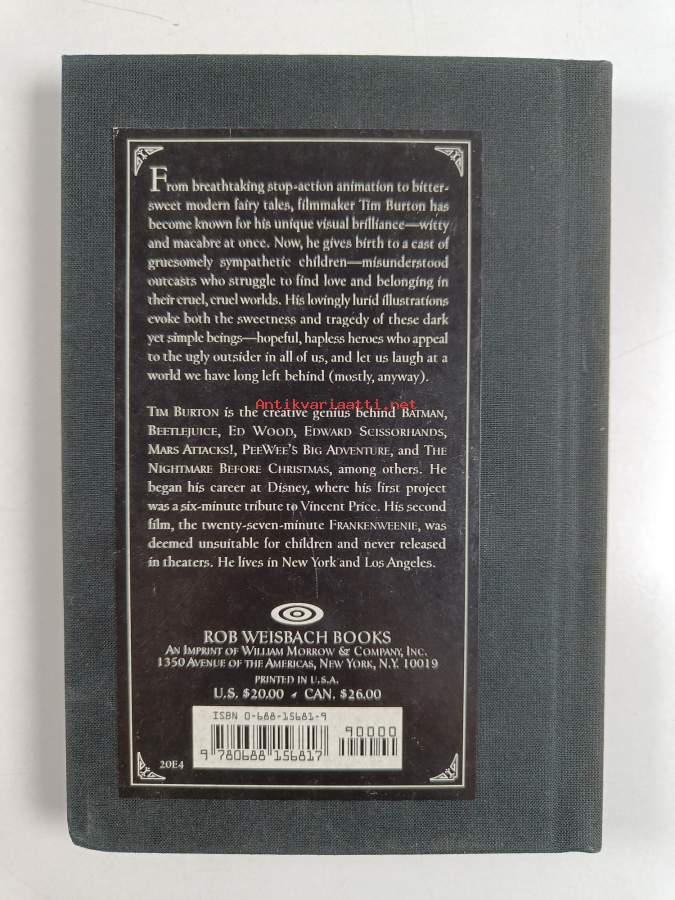 From breathtaking stop-action animation to bitter-
sweet modern fairy tales, filmmaker Tim Burton has
become known for his unique visual brilliance—witty
and macabre at once. Now, he gives birth to a cast of
gruesomely sympathetic children—misunderstood
outcasts who struggle to find love and belonging in
their cruel, cruel worlds. His lovingly lurid illustrations
evoke both the sweetness and tragedy of these dark
yet simple beings—hopeful, hapless heroes who appeal
to the ugly outsider in all of us, and let us laugh at a
world we have long left behind (mostly, anyway).
Antikvariaatti.net
TIM BURTON is the creative genius behind BATMAN,
BEETLEJUICE, ED WOOD, EDWARD SCISSORHANDS,
MARS ATTACKS!, PEEWEE'S BIG ADVENTURE, and
THE NIGHTMARE BEFORE CHRISTMAS, among others. He
began his career at Disney, where his first project
was a six-minute tribute to Vincent Price. His second
film, the twenty-seven-minute FRANKENWEENIE, was
deemed unsuitable for children and never released
in theaters. He lives in New York and Los Angeles.
ROB WEISBACH BOOKS
AN IMPRINT OF WILLIAM MORROW & COMPANY, INC.
1350 AVENUE OF THE AMERICAS, NEW YORK, N.Y. 10019
PRINTED IN U.S.A.
U.S. $20.00 CAN. $26.00
ISBN 0-688-15681-9
90000
9 780688 156817
20E4